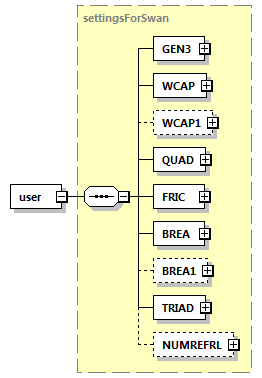 settingsForSwan
GEN3
WCAP
WCAP1
QUAD
user
FRIC
BREA
BREA1
TRIAD
NUMREFRL